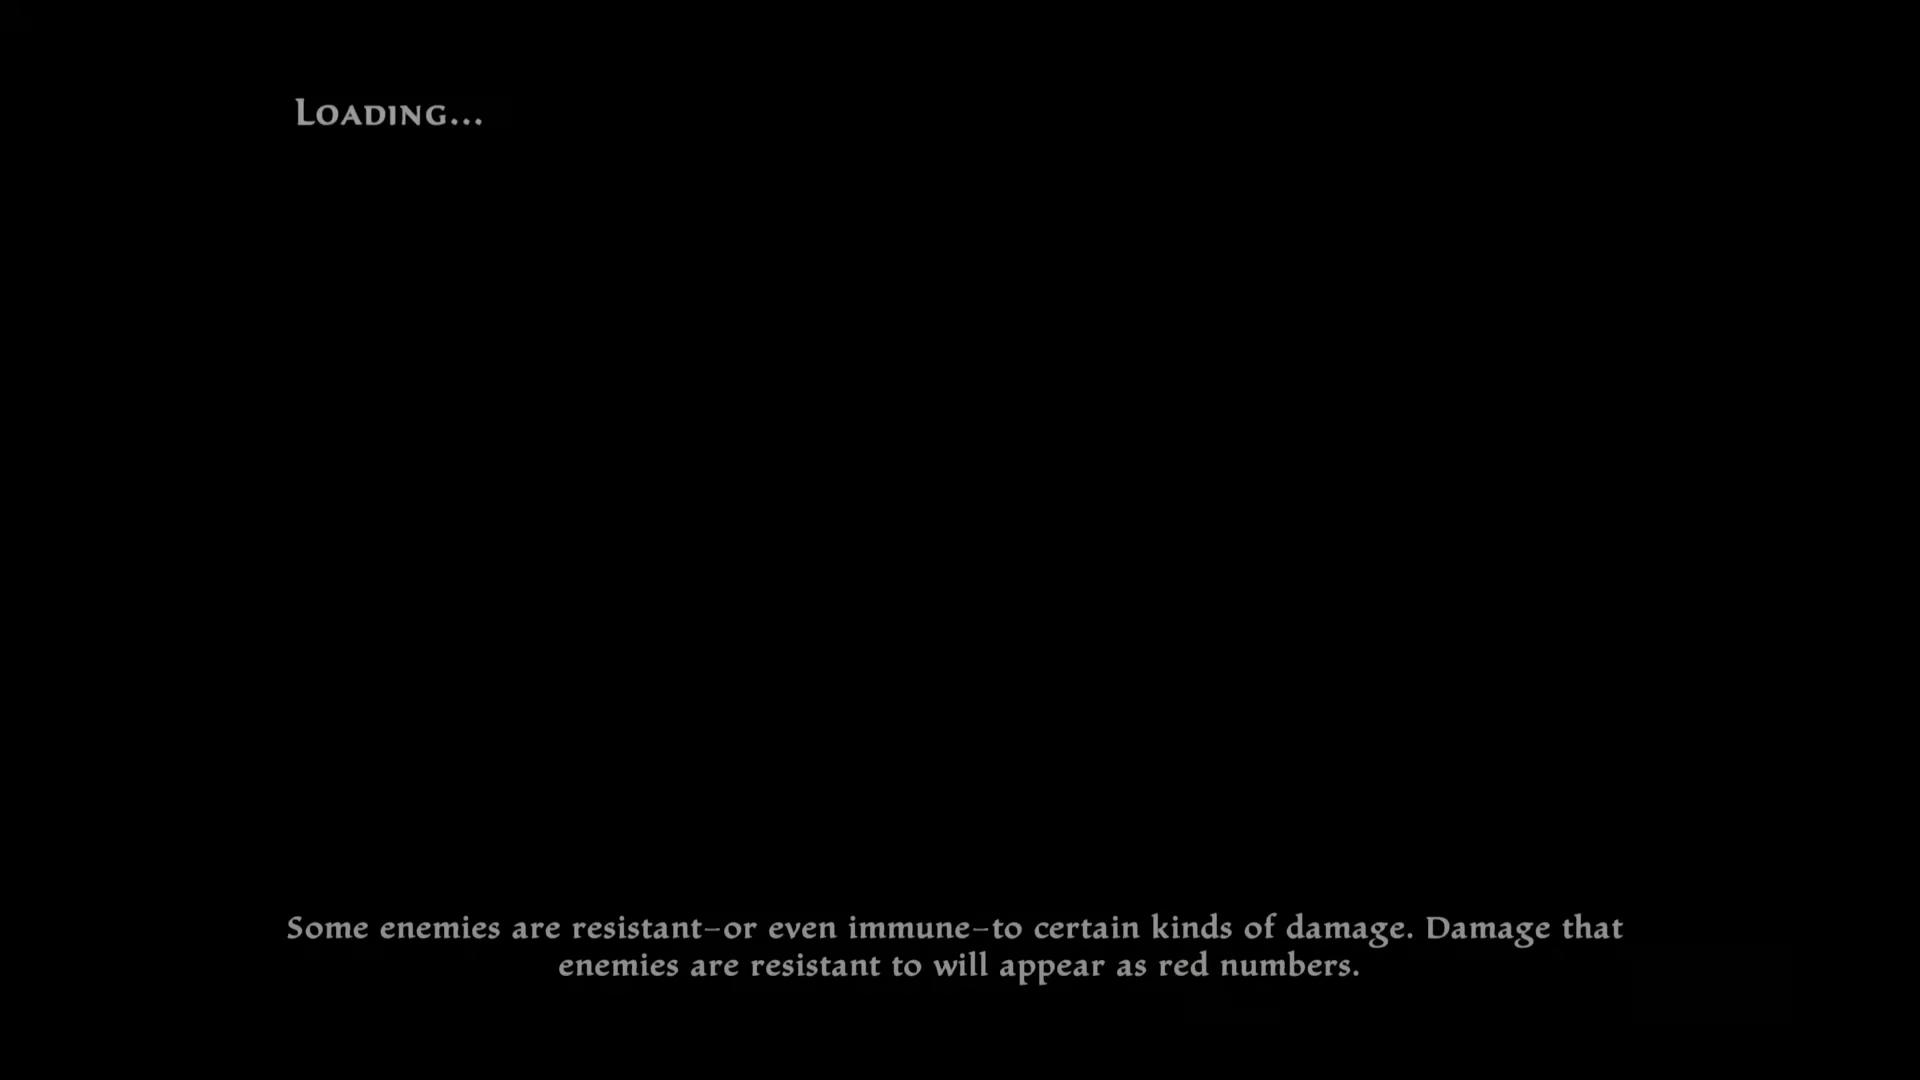 Loading...
Some enemies are resistant–or even immune–to certain kinds of damage. Damage that
enemies are resistant to will appear as red numbers.